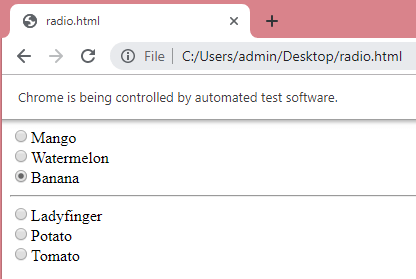 radio.html
File C:/Users/admin/Desktop/radio.html
Chrome is being controlled by automated test software.
Mango
Watermelon
Banana
Ladyfinger
Potato
Tomato